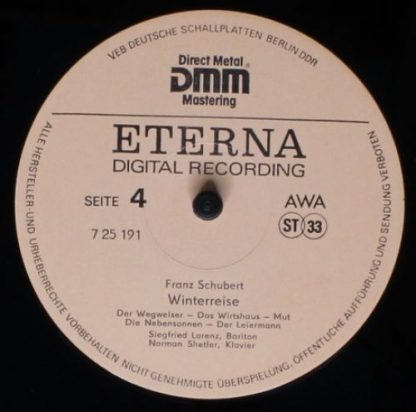 VEB DEUTSCHE SCHALLPLATTEN BERLIN DDR
Direct Metal
DMM
Mastering
ETERNA
DIGITAL RECORDING
SEITE 4
AWA
ST 33
7 25 191
Franz Schubert
Winterreise
Der Wegweiser – Das Wirtshaus – Mut
Die Nebensonnen – Der Leiermann
Siegfried Lorenz, Bariton
Norman Shetler, Klavier
ALLE HERSTELLER- UND URHEBERRECHTE VORBEHALTEN NICHT GENEHMIGTE ÜBERSPIELUNG, ÖFFENTLICHE AUFFÜHRUNG UND SENDUNG VERBOTEN